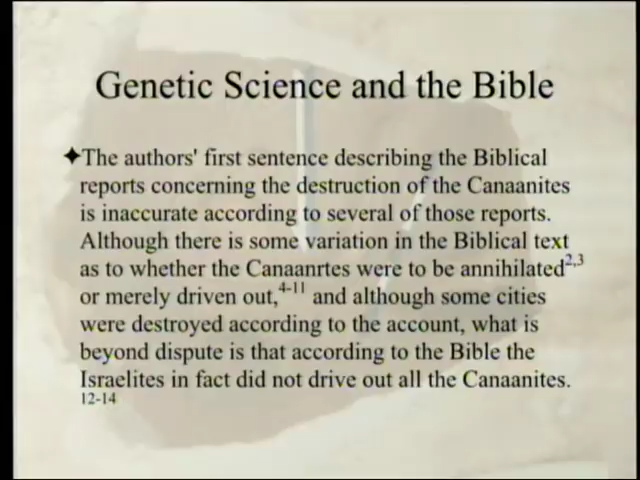 Genetic Science and the Bible
✦The authors' first sentence describing the Biblical
reports concerning the destruction of the Canaanites
is inaccurate according to several of those reports.
Although there is some variation in the Biblical text
as to whether the Canaanrtes were to be annihilated2,3
or merely driven out,4-11 and although some cities
were destroyed according to the account, what is
beyond dispute is that according to the Bible the
Israelites in fact did not drive out all the Canaanites.
12-14